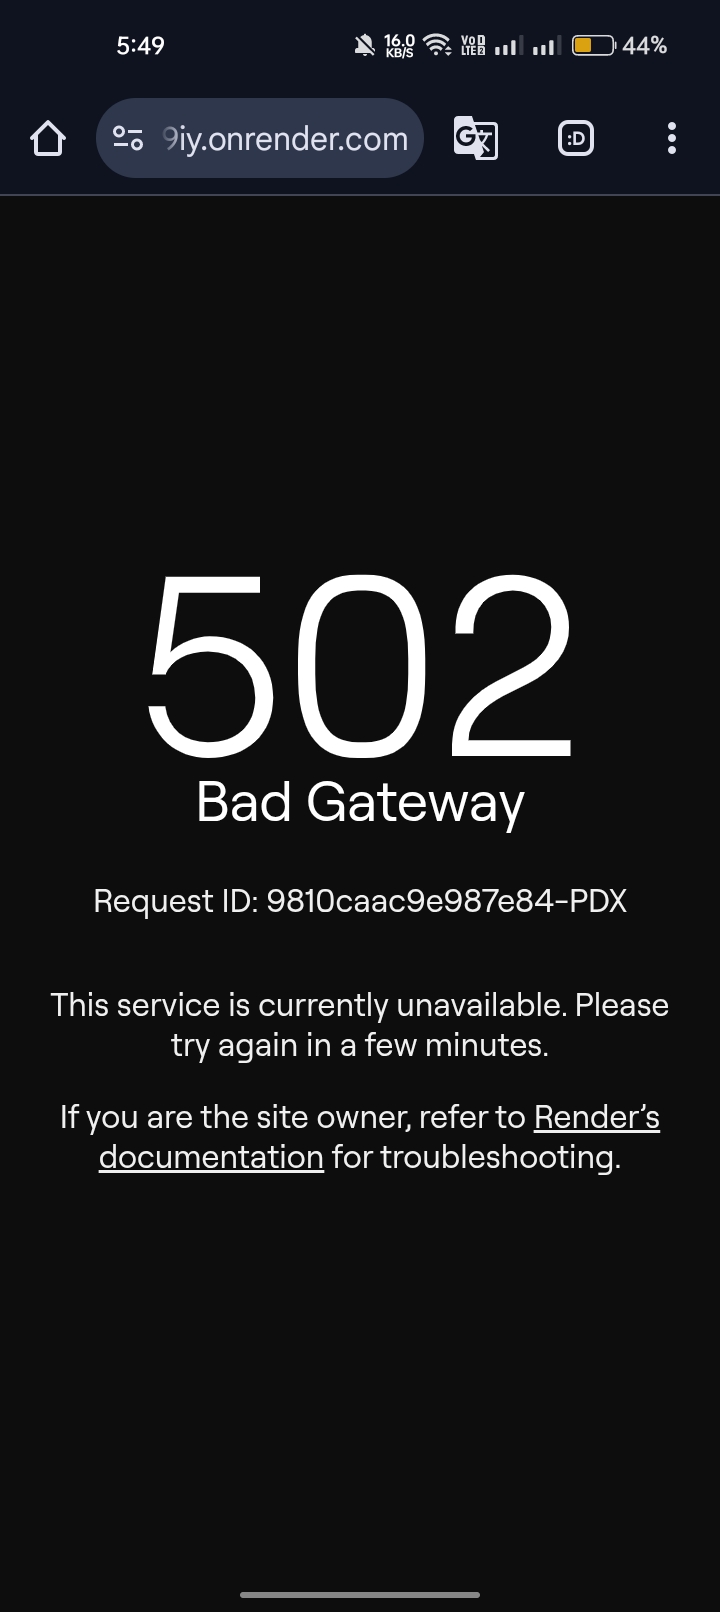 5:49
16.0
KB/S
VoD
LTE2
44%
9iy.onrender.com
:D
502
Bad Gateway
Request ID: 9810caac9e987e84-PDX
This service is currently unavailable. Please
try again in a few minutes.
If you are the site owner, refer to Render's
documentation for troubleshooting.